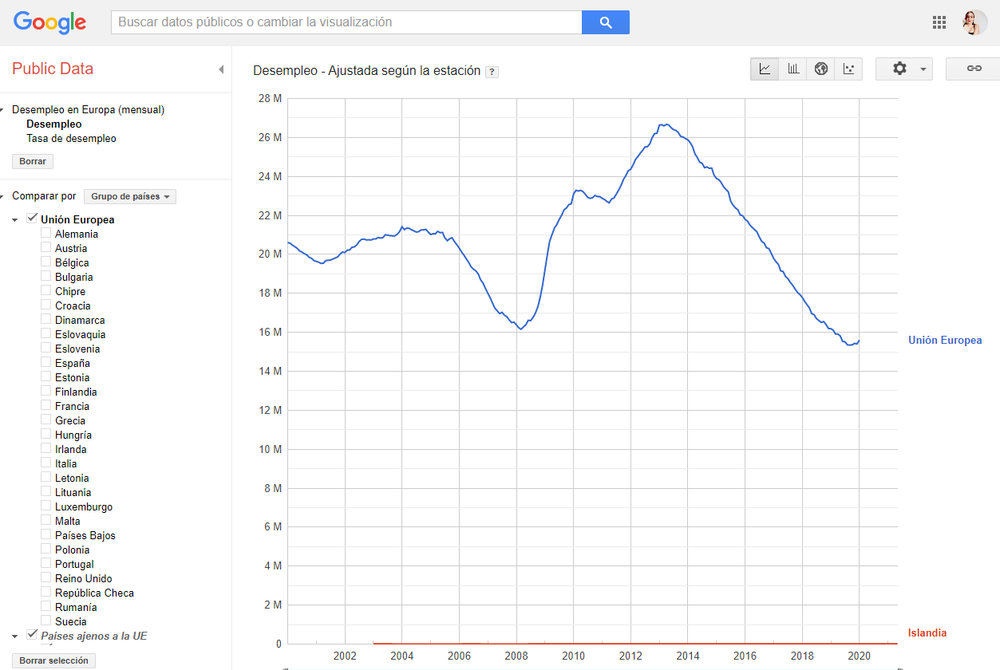 Google
Buscar datos públicos o cambiar la visualización
Public Data
Desempleo en Europa (mensual)
Desempleo
Tasa de desempleo
Borrar
Comparar por Grupo de países
Unión Europea
Alemania
Austria
Bélgica
Bulgaria
Chipre
Croacia
Dinamarca
Eslovaquia
Eslovenia
España
Estonia
Finlandia
Francia
Grecia
Hungría
Irlanda
Italia
Letonia
Lituania
Luxemburgo
Malta
Países Bajos
Polonia
Portugal
Reino Unido
República Checa
Rumanía
Suecia
Países ajenos a la UE
Borrar selección
Desempleo - Ajustada según la estación ?
28 M
26 M
24 M
22 M
20 M
18 M
16 M
14 M
12 M
10 M
8 M
6 M
4 M
2 M
0
Unión Europea
Islandia
2002 2004 2006 2008 2010 2012 2014 2016 2018 2020